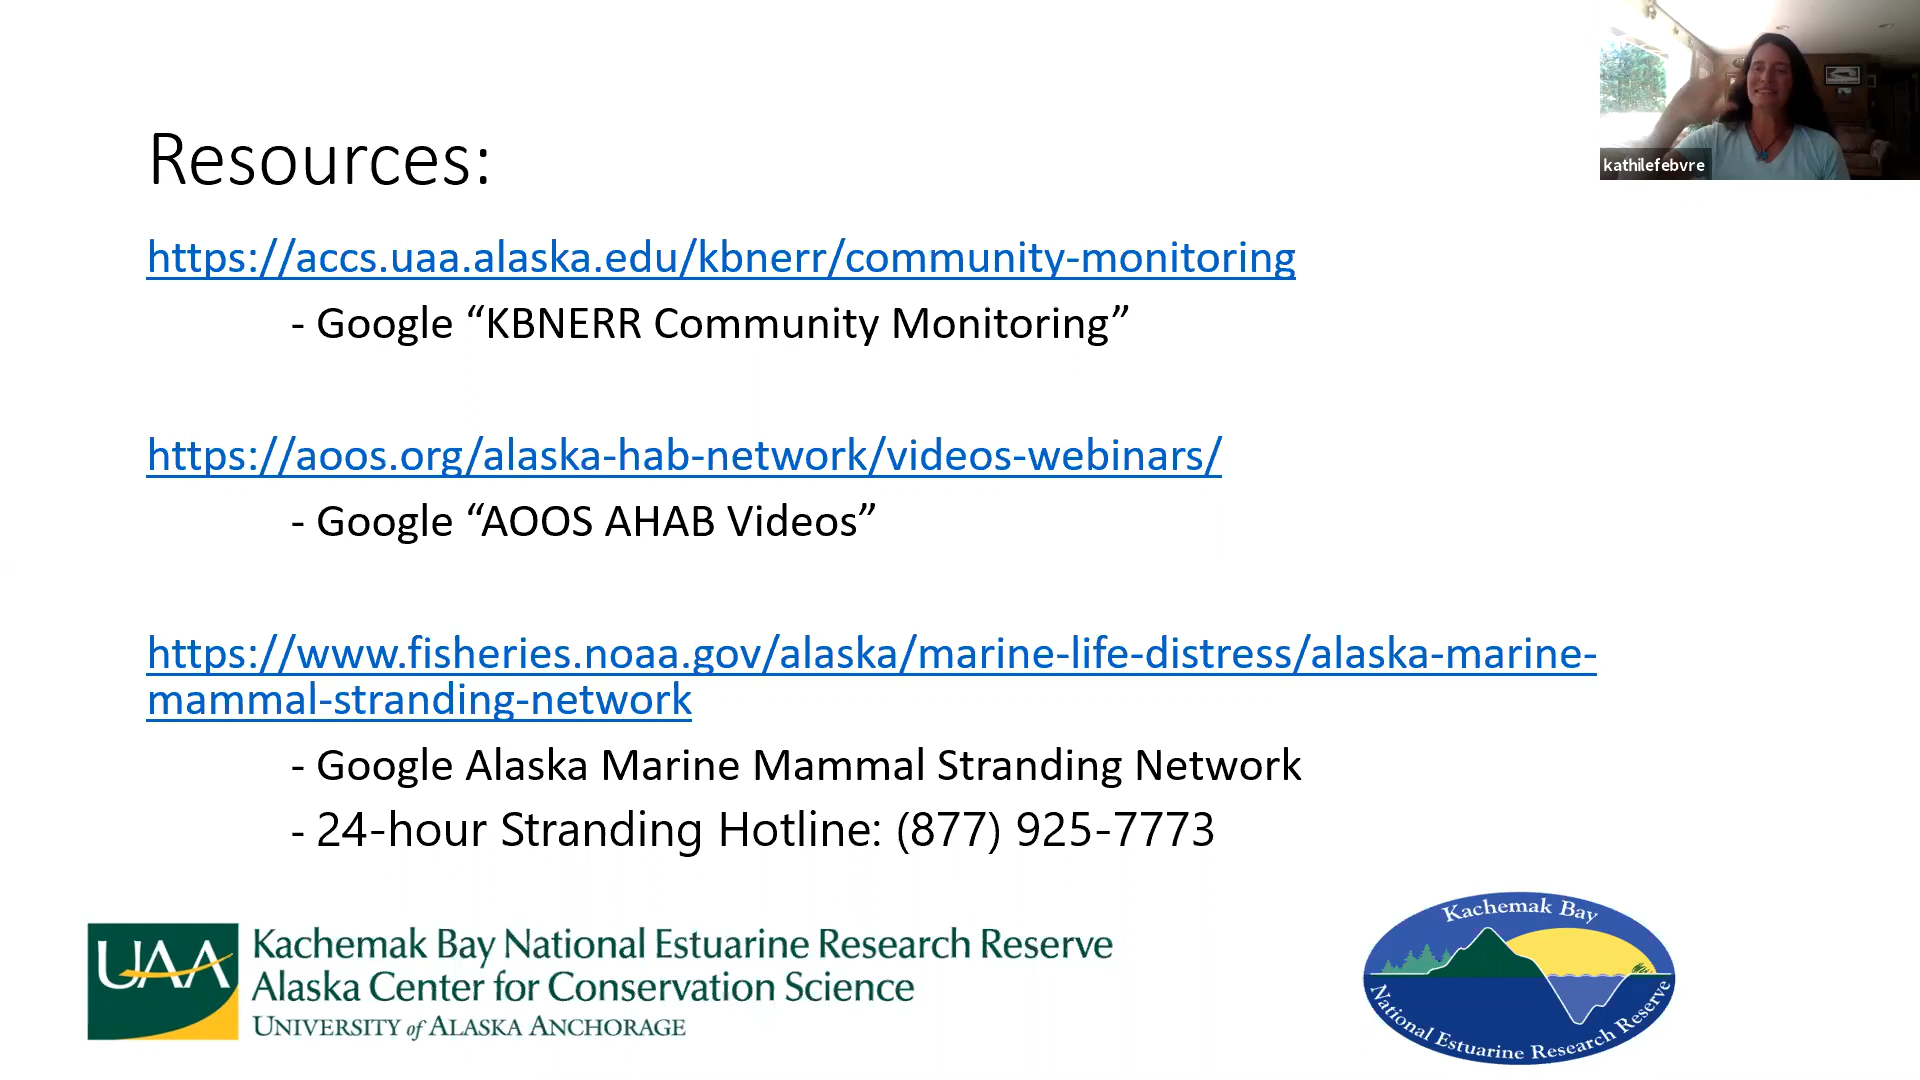 kathilefebvre
Resources:
https://accs.uaa.alaska.edu/kbnerr/community-monitoring
- Google “KBNERR Community Monitoring”
https://aoos.org/alaska-hab-network/videos-webinars/
- Google “AOOS AHAB Videos”
https://www.fisheries.noaa.gov/alaska/marine-life-distress/alaska-marine-
mammal-stranding-network
- Google Alaska Marine Mammal Stranding Network
- 24-hour Stranding Hotline: (877) 925-7773
UAA
Kachemak Bay National Estuarine Research Reserve
Alaska Center for Conservation Science
UNIVERSITY of ALASKA ANCHORAGE
Kachemak Bay
National Estuarine Research Reserve